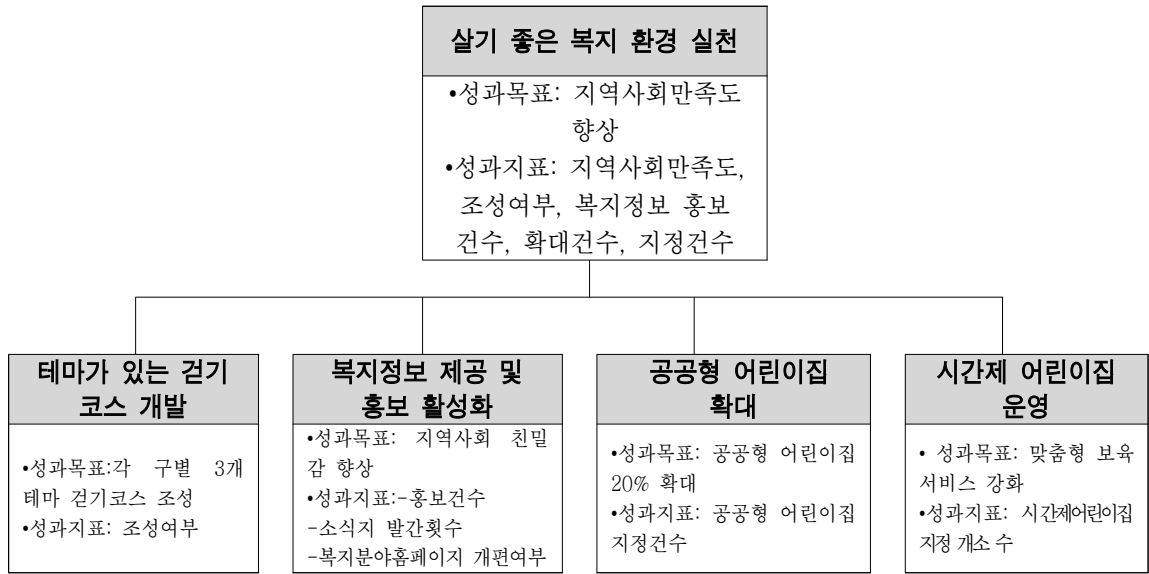 살기 좋은 복지 환경 실천
•성과목표: 지역사회만족도
향상
•성과지표: 지역사회만족도,
조성여부, 복지정보 홍보
건수, 확대건수, 지정건수
테마가 있는 걷기
코스 개발
•성과목표:각 구별 3개
테마 걷기코스 조성
•성과지표: 조성여부
복지정보 제공 및
홍보 활성화
•성과목표: 지역사회 친밀
감 향상
•성과지표:-홍보건수
-소식지 발간횟수
-복지분야홈페이지 개편여부
공공형 어린이집
확대
•성과목표: 공공형 어린이집
20% 확대
•성과지표: 공공형 어린이집
지정건수
시간제 어린이집
운영
• 성과목표: 맞춤형 보육
서비스 강화
•성과지표: 시간제어린이집
지정 개소 수